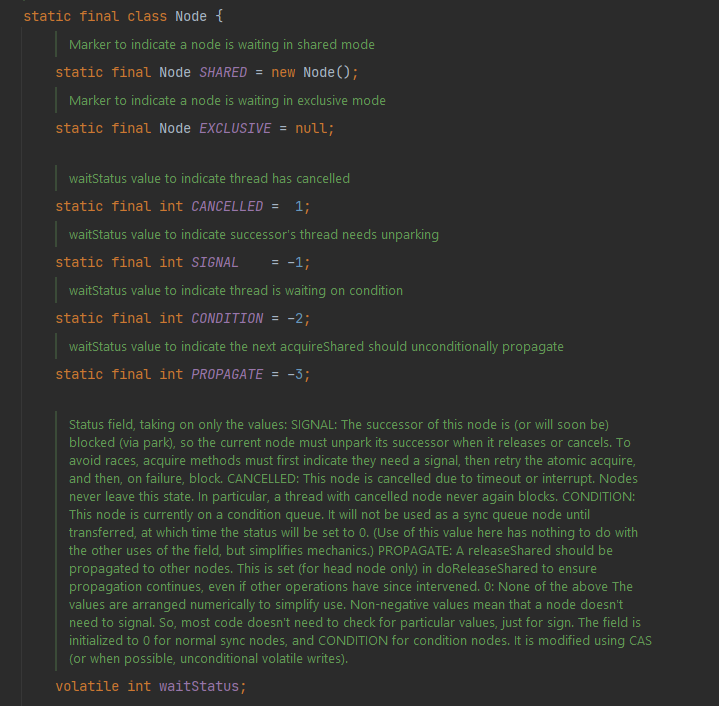 static final class Node {
Marker to indicate a node is waiting in shared mode
static final Node SHARED = new Node();
Marker to indicate a node is waiting in exclusive mode
static final Node EXCLUSIVE = null;
waitStatus value to indicate thread has cancelled
static final int CANCELLED =  1;
waitStatus value to indicate successor's thread needs unparking
static final int SIGNAL    = -1;
waitStatus value to indicate thread is waiting on condition
static final int CONDITION = -2;
waitStatus value to indicate the next acquireShared should unconditionally propagate
static final int PROPAGATE = -3;
Status field, taking on only the values: SIGNAL: The successor of this node is (or will soon be)
blocked (via park), so the current node must unpark its successor when it releases or cancels. To
avoid races, acquire methods must first indicate they need a signal, then retry the atomic acquire,
and then, on failure, block. CANCELLED: This node is cancelled due to timeout or interrupt. Nodes
never leave this state. In particular, a thread with cancelled node never again blocks. CONDITION:
This node is currently on a condition queue. It will not be used as a sync queue node until
transferred, at which time the status will be set to 0. (Use of this value here has nothing to do with
the other uses of the field, but simplifies mechanics.) PROPAGATE: A releaseShared should be
propagated to other nodes. This is set (for head node only) in doReleaseShared to ensure
propagation continues, even if other operations have since intervened. 0: None of the above The
values are arranged numerically to simplify use. Non-negative values mean that a node doesn't
need to signal. So, most code doesn't need to check for particular values, just for sign. The field is
initialized to 0 for normal sync nodes, and CONDITION for condition nodes. It is modified using CAS
(or when possible, unconditional volatile writes).
volatile int waitStatus;